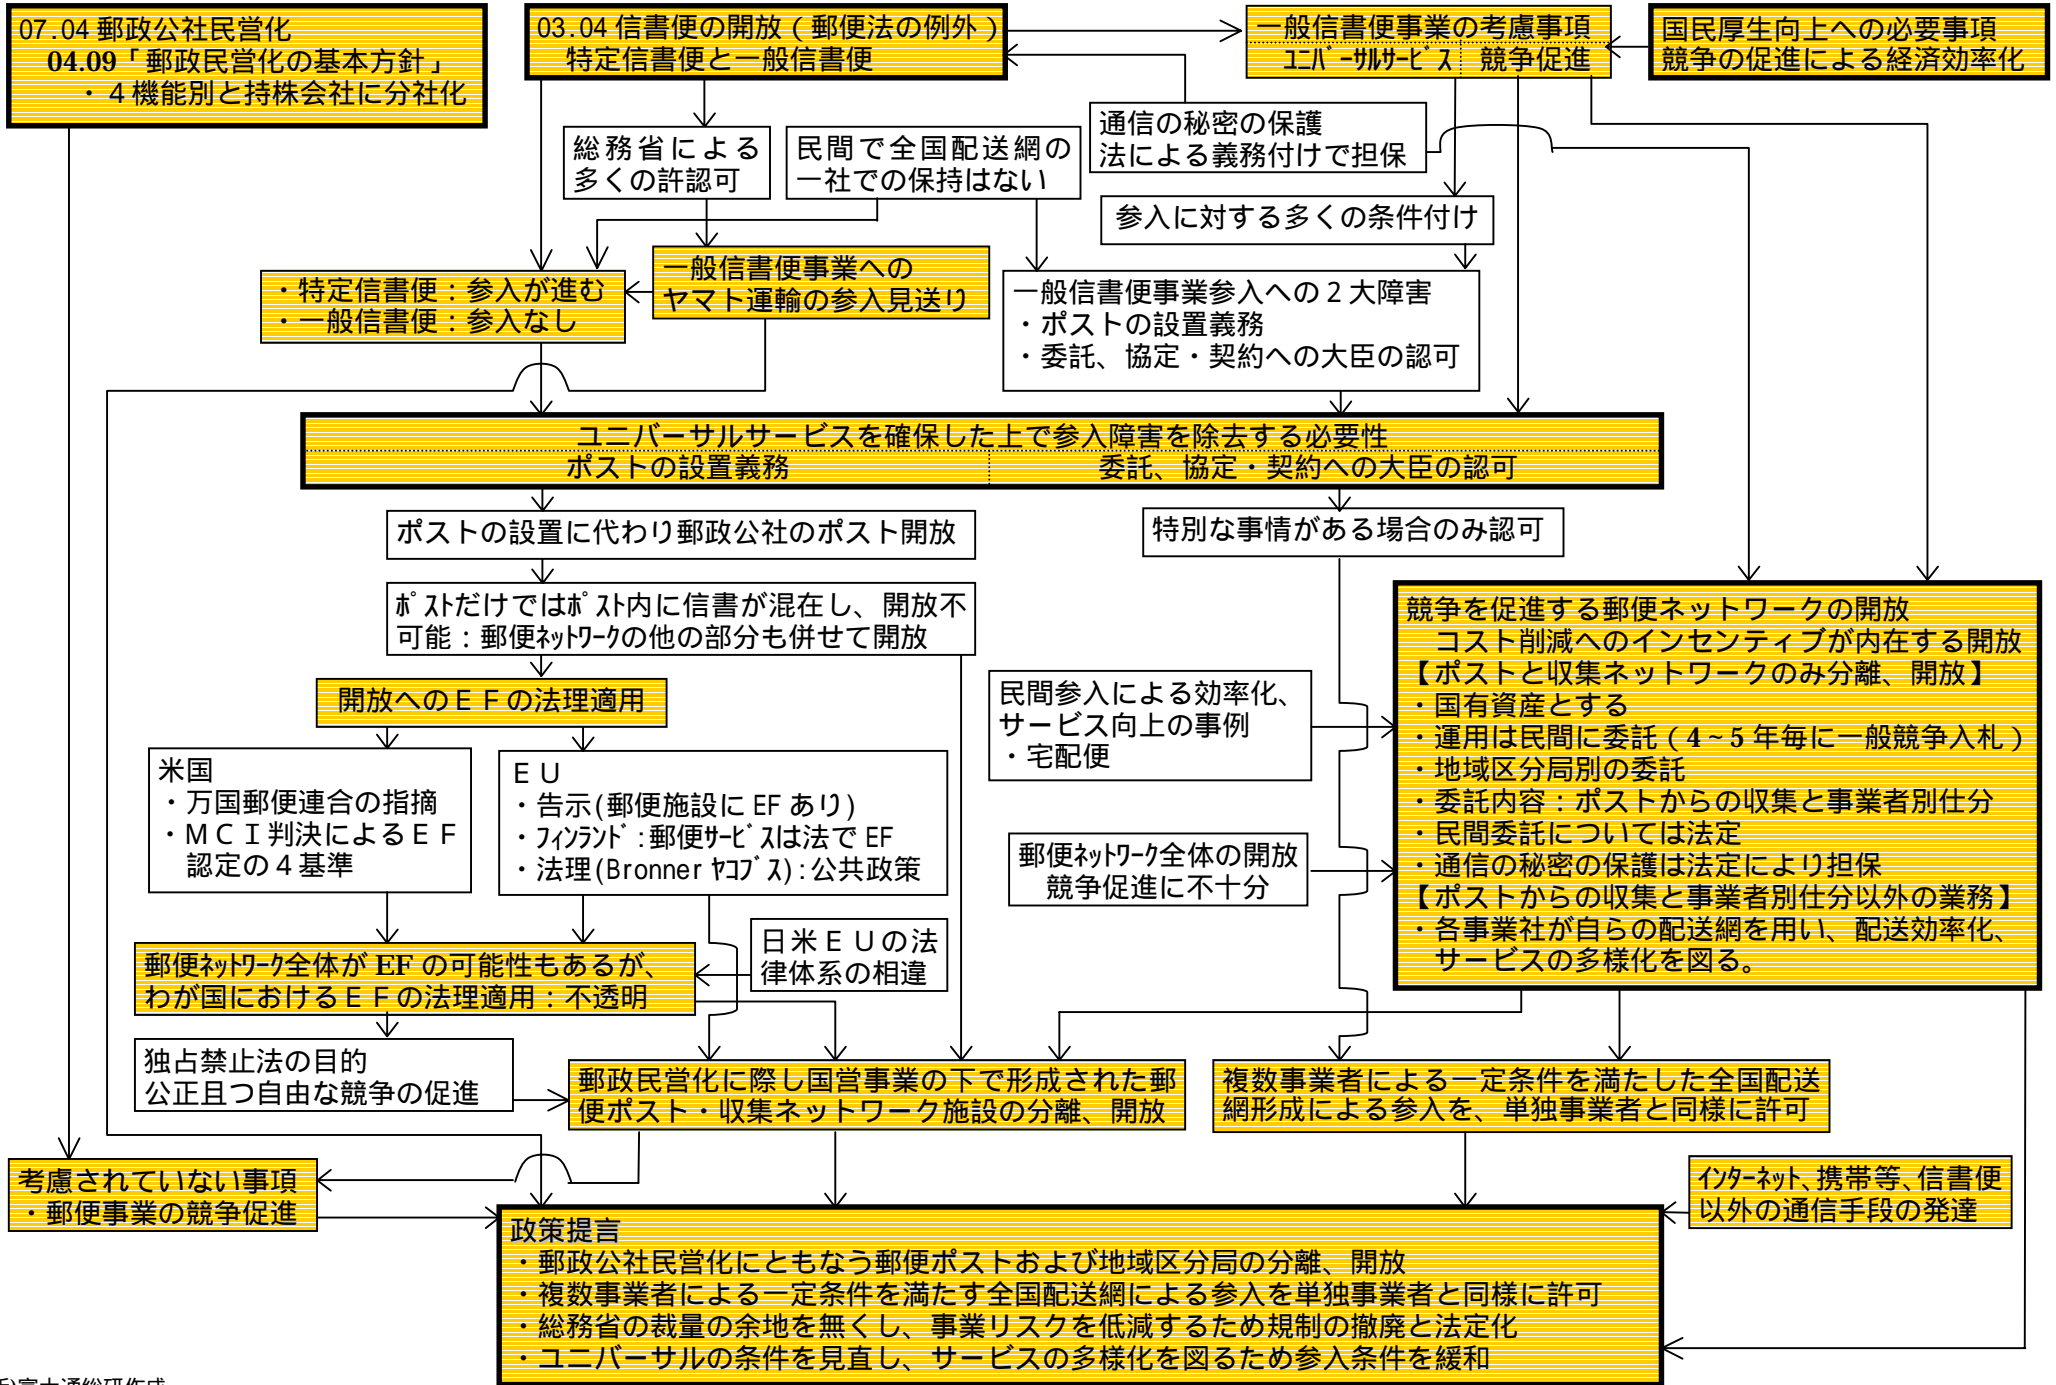 07.04 郵政公社民営化
04.09「郵政民営化の基本方針」
・４機能別と持株会社に分社化
03.04 信書便の開放（郵便法の例外）
特定信書便と一般信書便
一般信書便事業の考慮事項
ﾕﾆﾊﾞｰｻﾙｻｰﾋﾞｽ 競争促進
国民厚生向上への必要事項
競争の促進による経済効率化
総務省による
多くの許認可
民間で全国配送網の
一社での保持はない
通信の秘密の保護
法による義務付けで担保
参入に対する多くの条件付け
・特定信書便：参入が進む
・一般信書便：参入なし
一般信書便事業への
ヤマト運輸の参入見送り
一般信書便事業参入への２大障害
・ポストの設置義務
・委託、協定・契約への大臣の認可
ユニバーサルサービスを確保した上で参入障害を除去する必要性
ポストの設置義務 委託、協定・契約への大臣の認可
ポストの設置に代わり郵政公社のポスト開放
特別な事情がある場合のみ認可
ﾎﾟｽﾄだけではﾎﾟｽﾄ内に信書が混在し、開放不
可能：郵便ﾈｯﾄﾜｰｸの他の部分も併せて開放
開放へのＥＦの法理適用
米国
・万国郵便連合の指摘
・ＭＣＩ判決によるＥＦ
認定の４基準
ＥＵ
・告示(郵便施設に EF あり)
・ﾌｨﾝﾗﾝﾄﾞ:郵便ｻｰﾋﾞｽは法で EF
・法理(Bronner ﾔｺﾌﾞｽ):公共政策
民間参入による効率化、
サービス向上の事例
・宅配便
郵便ﾈｯﾄﾜｰｸ全体の開放
競争促進に不十分
競争を促進する郵便ネットワークの開放
コスト削減へのインセンティブが内在する開放
【ポストと収集ネットワークのみ分離、開放】
・国有資産とする
・運用は民間に委託（4~5 年毎に一般競争入札）
・地域区分局別の委託
・委託内容：ポストからの収集と事業者別仕分
・民間委託については法定
・通信の秘密の保護は法定により担保
【ポストからの収集と事業者別仕分以外の業務】
・各事業社が自らの配送網を用い、配送効率化、
サービスの多様化を図る。
日米ＥＵの法
律体系の相違
郵便ﾈｯﾄﾜｰｸ全体が EF の可能性もあるが、
わが国におけるＥＦの法理適用：不透明
独占禁止法の目的
公正且つ自由な競争の促進
郵政民営化に際し国営事業の下で形成された郵
便ポスト・収集ネットワーク施設の分離、開放
複数事業者による一定条件を満たした全国配送
網形成による参入を、単独事業者と同様に許可
考慮されていない事項
・郵便事業の競争促進
ｲﾝﾀｰﾈｯﾄ､携帯等､信書便
以外の通信手段の発達
政策提言
・郵政公社民営化にともなう郵便ポストおよび地域区分局の分離、開放
・複数事業者による一定条件を満たす全国配送網による参入を単独事業者と同様に許可
・総務省の裁量の余地を無くし、事業リスクを低減するため規制の撤廃と法定化
・ユニバーサルの条件を見直し、サービスの多様化を図るため参入条件を緩和
富士通総研作成